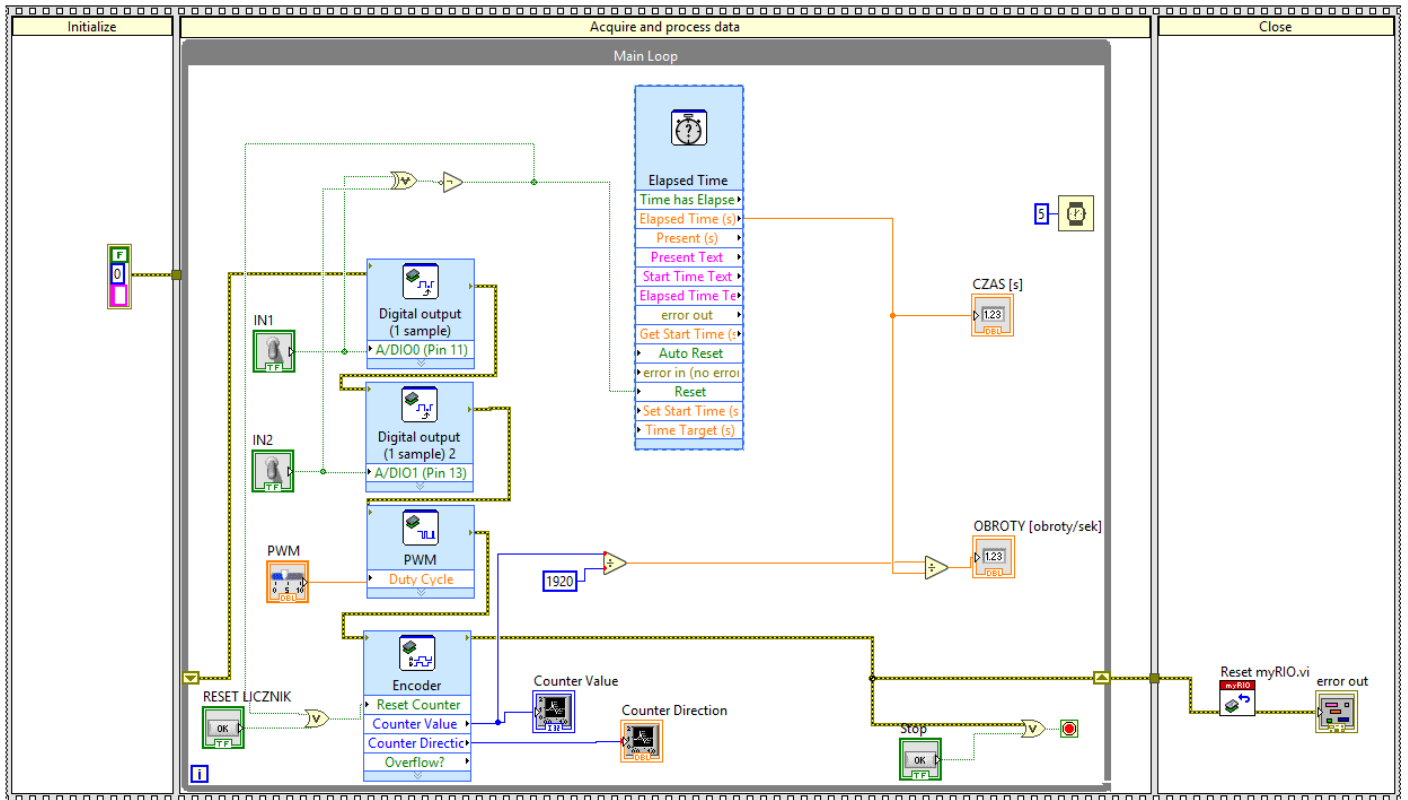 Initialize
Acquire and process data
Close
Main Loop
Elapsed Time
Time has Elapse
Elapsed Time (s)
Present (s)
Present Text
Start Time Text
Elapsed Time Te
error out
Get Start Time (s
Auto Reset
error in (no erro
Reset
Set Start Time (s
Time Target (s)
5
F
0
CZAS [s]
1.23
DBL
Digital output
(1 sample)
A/DIO0 (Pin 11)
IN1
TF
Digital output
(1 sample) 2
A/DIO1 (Pin 13)
IN2
TF
PWM
Duty Cycle
PWM
0 5 10
DBL
1920
OBROTY [obroty/sek]
1.23
DBL
Encoder
Reset Counter
Counter Value
Counter Directic
Overflow?
RESET LICZNIK
OK
TF
Counter Value
I32
Counter Direction
DBL
Stop
OK
TF
i
Reset myRIO.vi
myRIO
error out